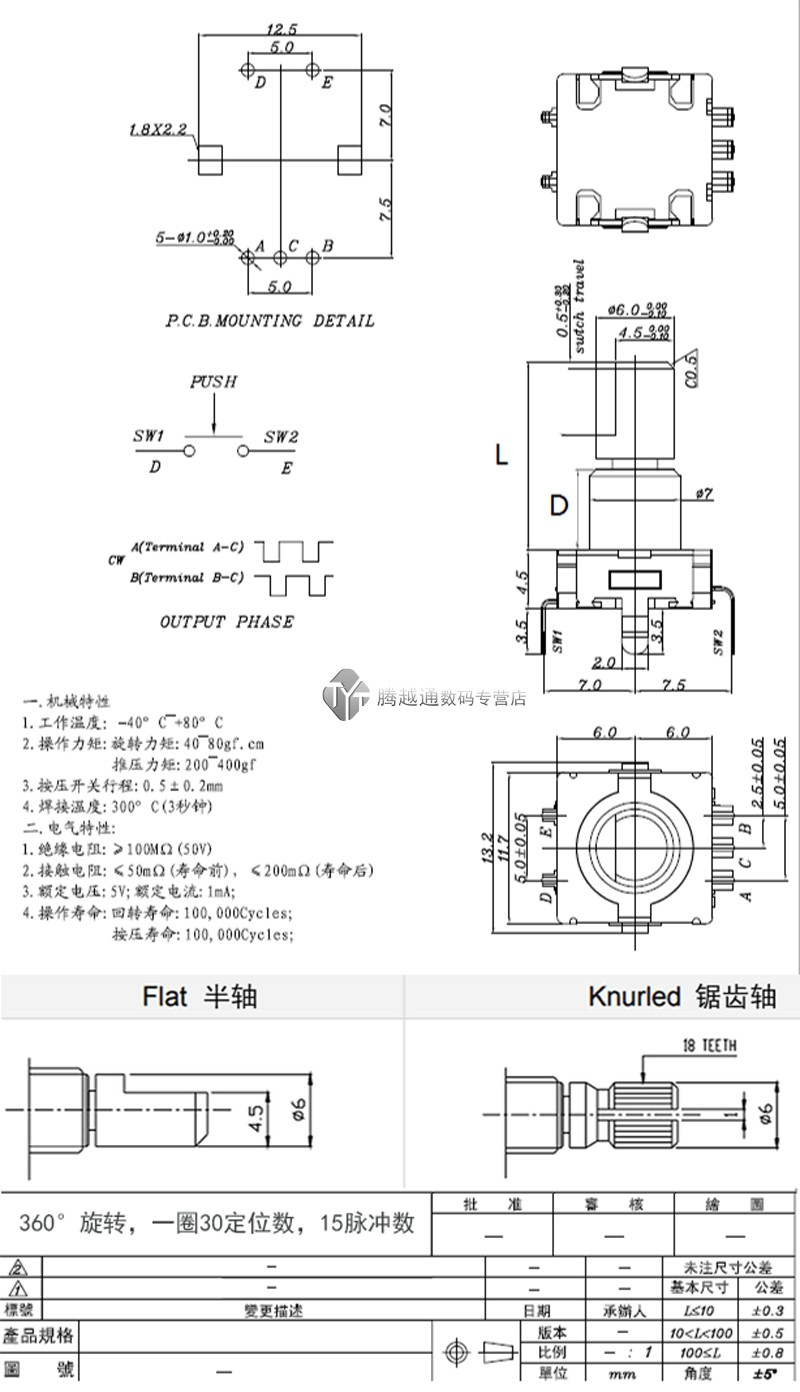 12.5
5.0
D E
7.0
1.8X2.2
7.5
5-ø1.0+0.20 -0.00
A C B
5.0
P.C.B.MOUNTING DETAIL
PUSH
SW1 SW2
D E
CW
A(Terminal A-C)
B(Terminal B-C)
OUTPUT PHASE
0.5+0.30 -0.20
swtch travel
ø6.0-0.00 -0.10
4.5-0.00 -0.10
C0.5
L
D
ø7
4.5
3.5
SW1
3.5
SW2
2.0
7.0 7.5
TYT 腾越通数码专营店
6.0 6.0
13.2
11.7
5.0±0.05
E
D
B
C
A
2.5±0.05
5.0±0.05
一.机械特性
1.工作温度: -40° C¯+80° C
2.操作力矩:旋转力矩:40¯80gf.cm
推压力矩:200¯400gf
3.按压开关行程:0.5±0.2mm
4.焊接温度:300° C(3秒钟)
二.电气特性:
1.绝缘电阻:≥100MΩ(50V)
2.接触电阻:≤50mΩ(寿命前), ≤200mΩ(寿命后)
3.额定电压:5V;额定电流:1mA;
4.操作寿命:回转寿命:100,000Cycles;
按压寿命:100,000Cycles;
Flat 半轴
Knurled 锯齿轴
4.5
ø6
18 TEETH
1
ø6
360°旋转，一圈30定位数，15脉冲数
批 准 審 核 繪 圖
— — —
2 — — — 未注尺寸公差
1 — — — 基本尺寸 公差
標號 變更描述 日期 承辦人 L≤10 ±0.3
產品規格 版本 — 10<L<100 ±0.5
比例 — : 1 100≤L ±0.8
圖 號 — 單位 mm 角度 ±5°